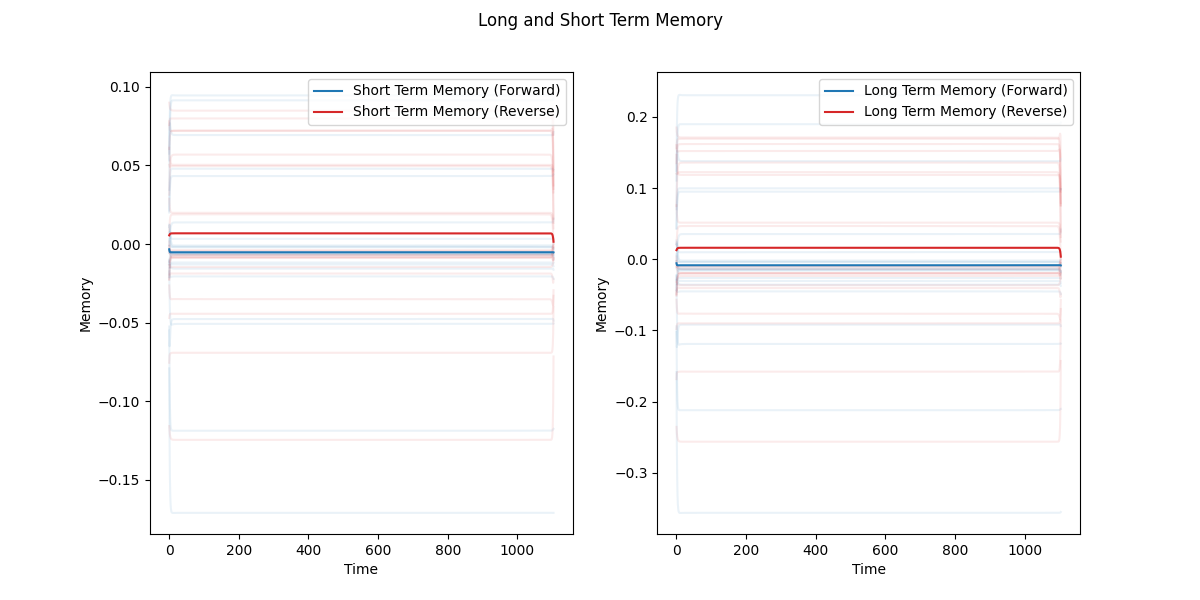 Long and Short Term Memory
Short Term Memory (Forward)
Short Term Memory (Reverse)
0.10
0.05
0.00
−0.05
−0.10
−0.15
Memory
0 200 400 600 800 1000
Time
Long Term Memory (Forward)
Long Term Memory (Reverse)
0.2
0.1
0.0
−0.1
−0.2
−0.3
Memory
0 200 400 600 800 1000
Time